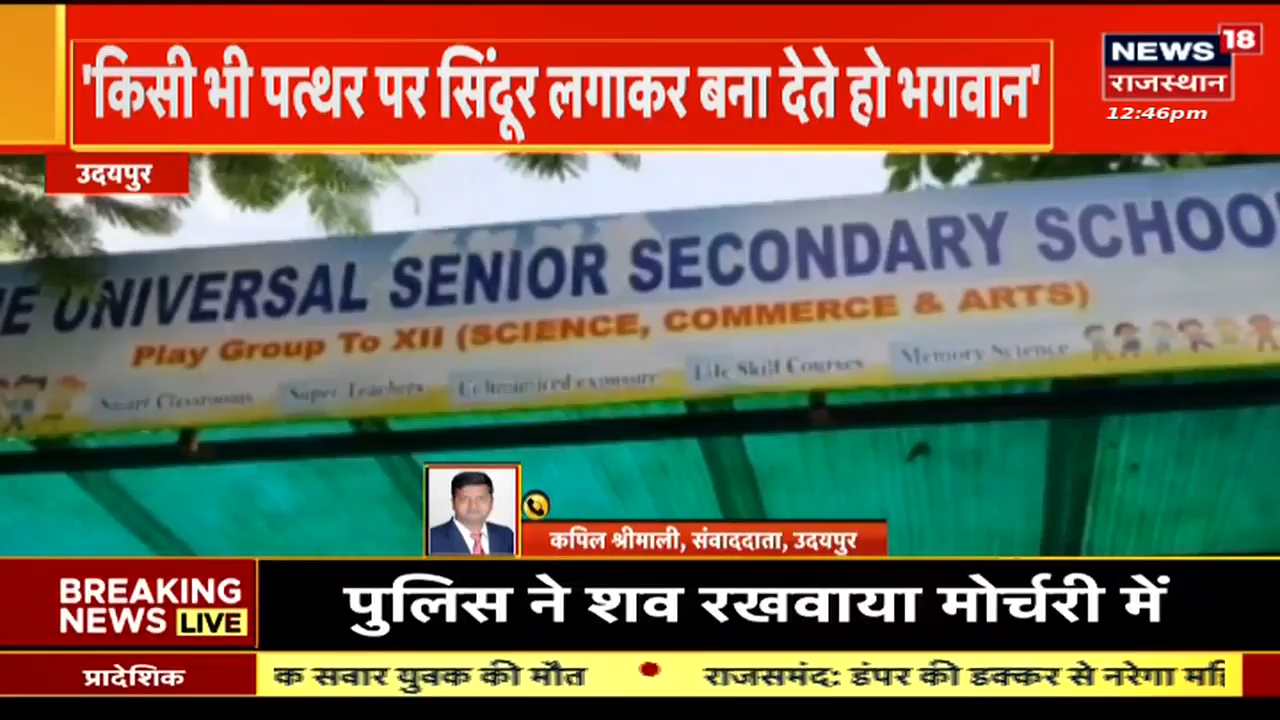 'किसी भी पत्थर पर सिंदूर लगाकर बना देते हो भगवान'
NEWS 18
राजस्थान
12:46pm
उदयपुर
UNIVERSAL SENIOR SECONDARY SCHOO
Play Group To XII (SCIENCE, COMMERCE & ARTS)
Smart Classrooms Super Teachers Life Skill Courses Memory Science
कपिल श्रीमाली, संवाददाता, उदयपुर
BREAKING
NEWS LIVE
पुलिस ने शव रखवाया मोर्चरी में
प्रादेशिक
क सवार युवक की मौत • राजसमंद: डंपर की टक्कर से नरेगा